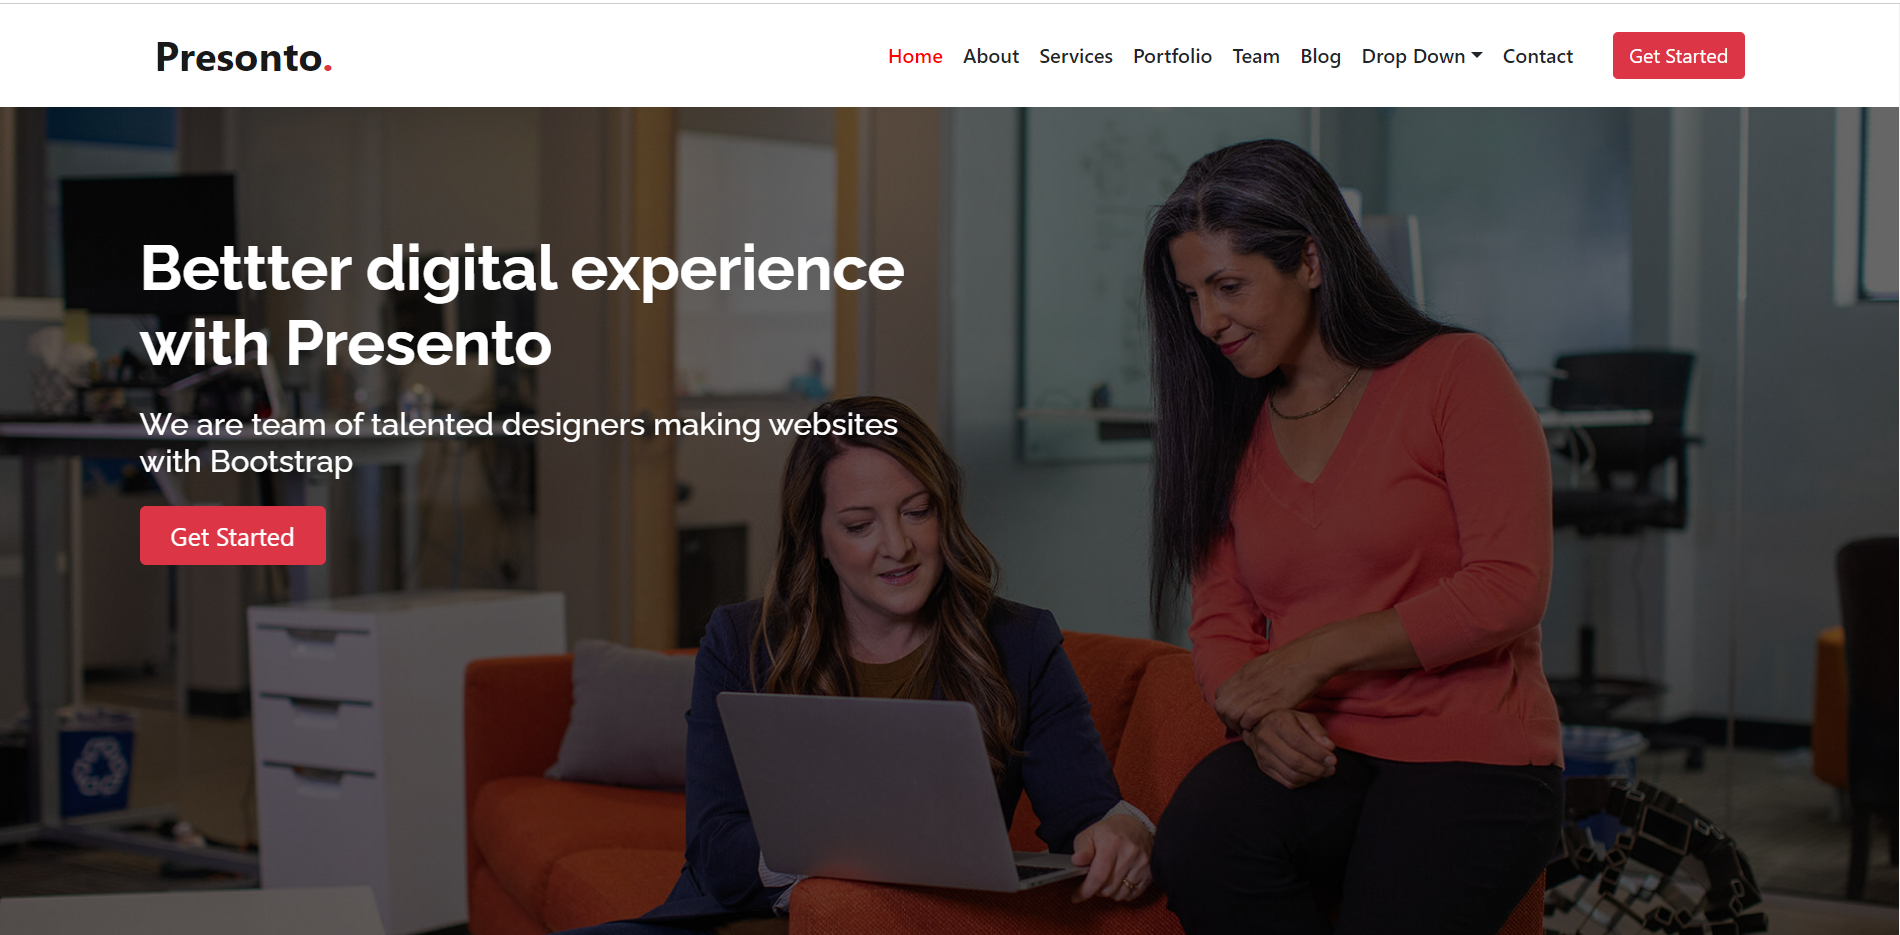 Presonto.
Home About Services Portfolio Team Blog Drop Down Contact Get Started
Bettter digital experience
with Presento
We are team of talented designers making websites
with Bootstrap
Get Started